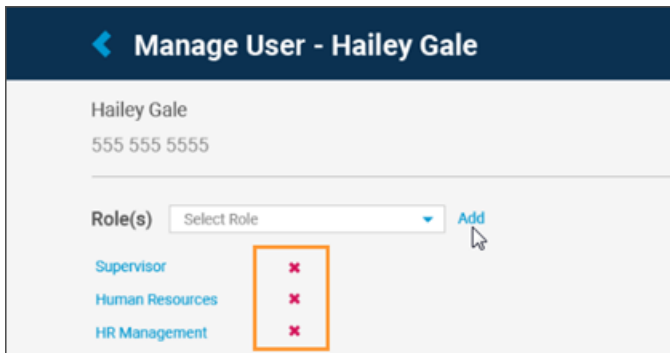 Manage User - Hailey Gale
Hailey Gale
555 555 5555
Role(s) Select Role Add
Supervisor
Human Resources
HR Management